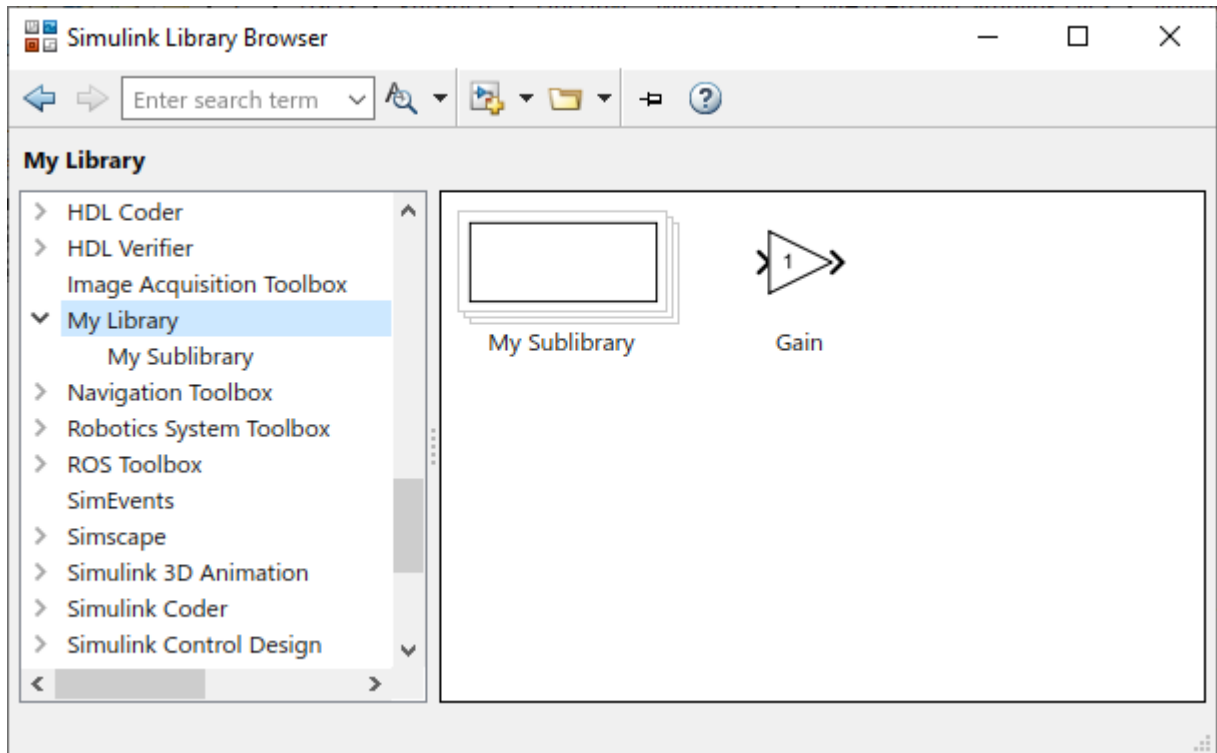 Simulink Library Browser
Enter search term
My Library
HDL Coder
HDL Verifier
Image Acquisition Toolbox
My Library
My Sublibrary
Navigation Toolbox
Robotics System Toolbox
ROS Toolbox
SimEvents
Simscape
Simulink 3D Animation
Simulink Coder
Simulink Control Design
1
My Sublibrary
Gain